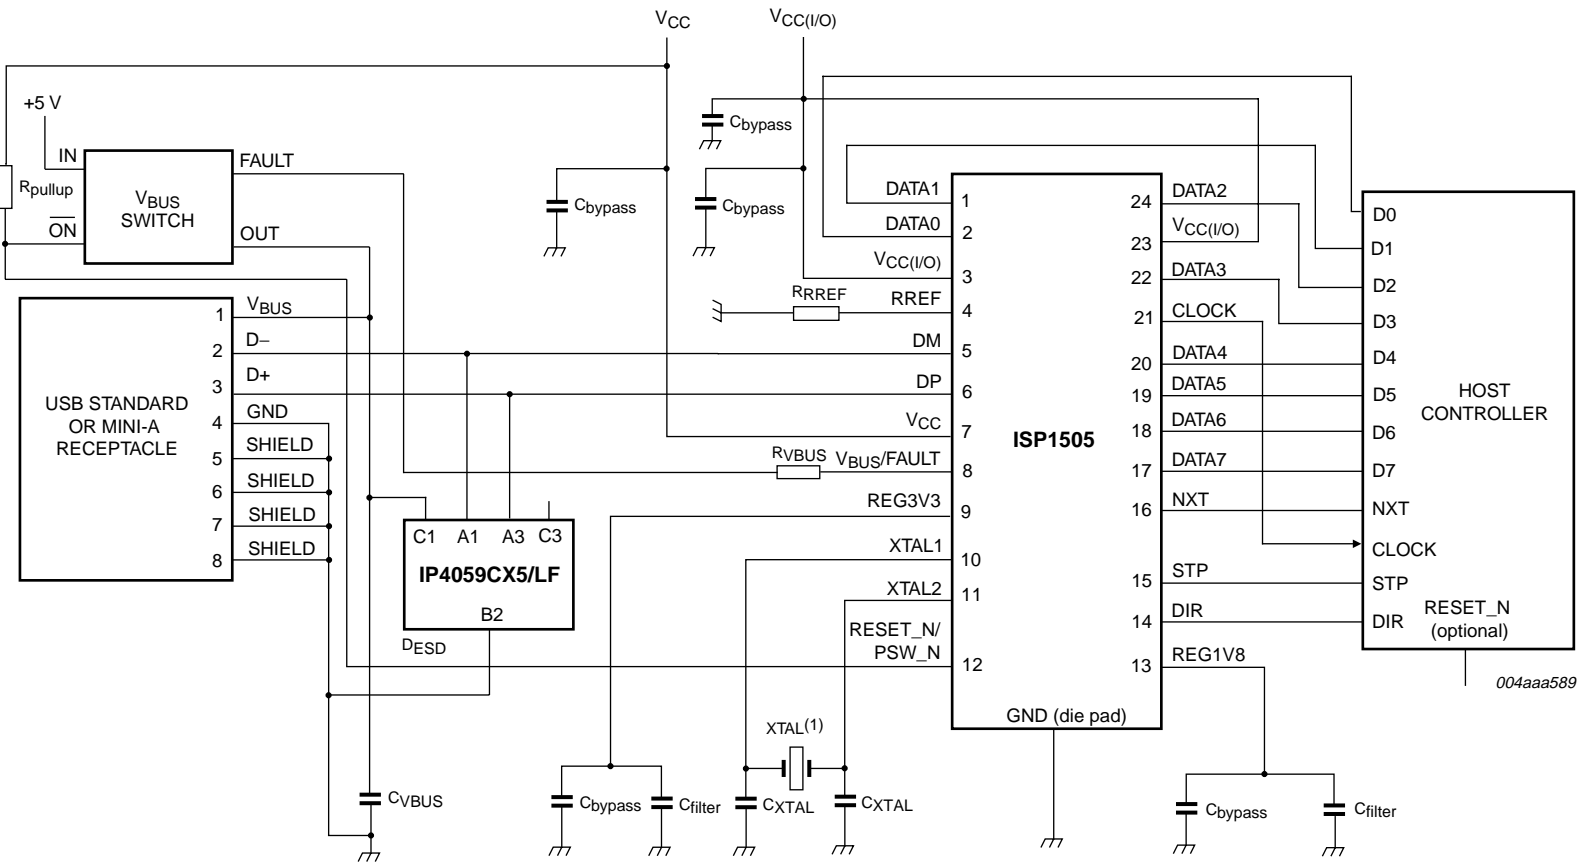 VCC
VCC(I/O)
+5 V
IN
FAULT
Rpullup
VBUS
SWITCH
ON
OUT
Cbypass
Cbypass
Cbypass
VBUS
1
D–
2
D+
3
GND
4
SHIELD
5
SHIELD
6
SHIELD
7
SHIELD
8
USB STANDARD
OR MINI-A
RECEPTACLE
C1 A1 A3 C3
IP4059CX5/LF
B2
DESD
CVBUS
DATA1
1
DATA0
2
VCC(I/O)
3
RRREF
RREF
4
DM
5
DP
6
VCC
7
RVBUS
VBUS/FAULT
8
REG3V3
9
XTAL1
10
XTAL2
11
RESET_N/
PSW_N
12
ISP1505
GND (die pad)
24
DATA2
23
VCC(I/O)
22
DATA3
21
CLOCK
20
DATA4
19
DATA5
18
DATA6
17
DATA7
16
NXT
15
STP
14
DIR
13
REG1V8
D0
D1
D2
D3
D4
D5
D6
D7
NXT
CLOCK
STP
DIR
HOST
CONTROLLER
RESET_N
(optional)
004aaa589
XTAL(1)
Cbypass
Cfilter
CXTAL
CXTAL
Cbypass
Cfilter